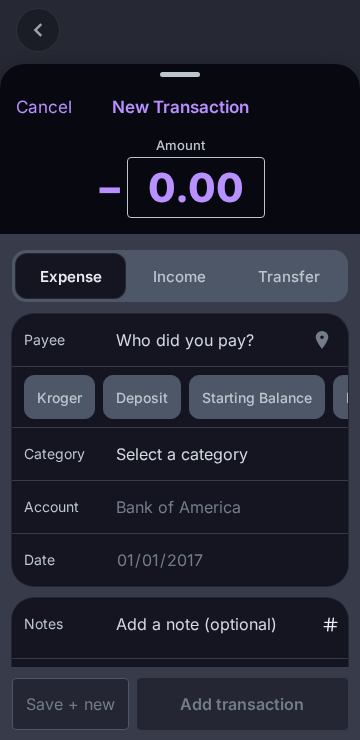 Cancel New Transaction
Amount
–0.00
Expense Income Transfer
Payee Who did you pay?
Kroger Deposit Starting Balance
Category Select a category
Account Bank of America
Date 01/01/2017
Notes Add a note (optional) #
Save + new Add transaction